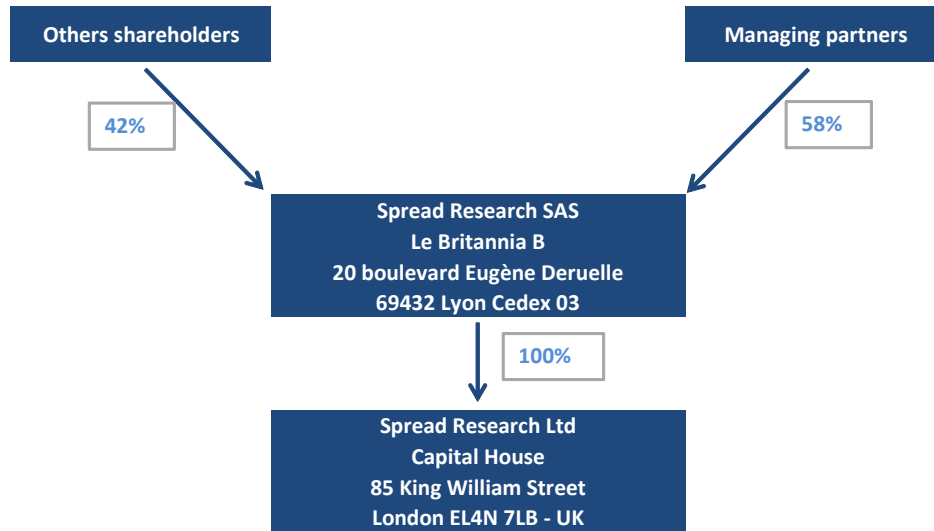 Others shareholders
Managing partners
42%
58%
Spread Research SAS
Le Britannia B
20 boulevard Eugène Deruelle
69432 Lyon Cedex 03
100%
Spread Research Ltd
Capital House
85 King William Street
London EL4N 7LB - UK